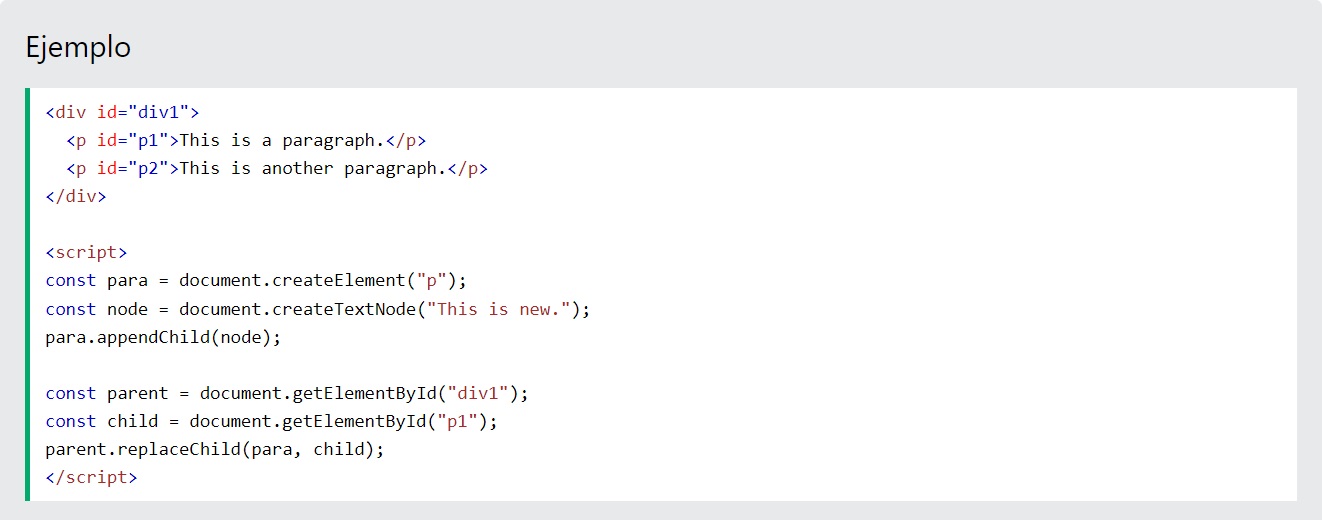 Ejemplo
<div id="div1">
  <p id="p1">This is a paragraph.</p>
  <p id="p2">This is another paragraph.</p>
</div>
<script>
const para = document.createElement("p");
const node = document.createTextNode("This is new.");
para.appendChild(node);
const parent = document.getElementById("div1");
const child = document.getElementById("p1");
parent.replaceChild(para, child);
</script>